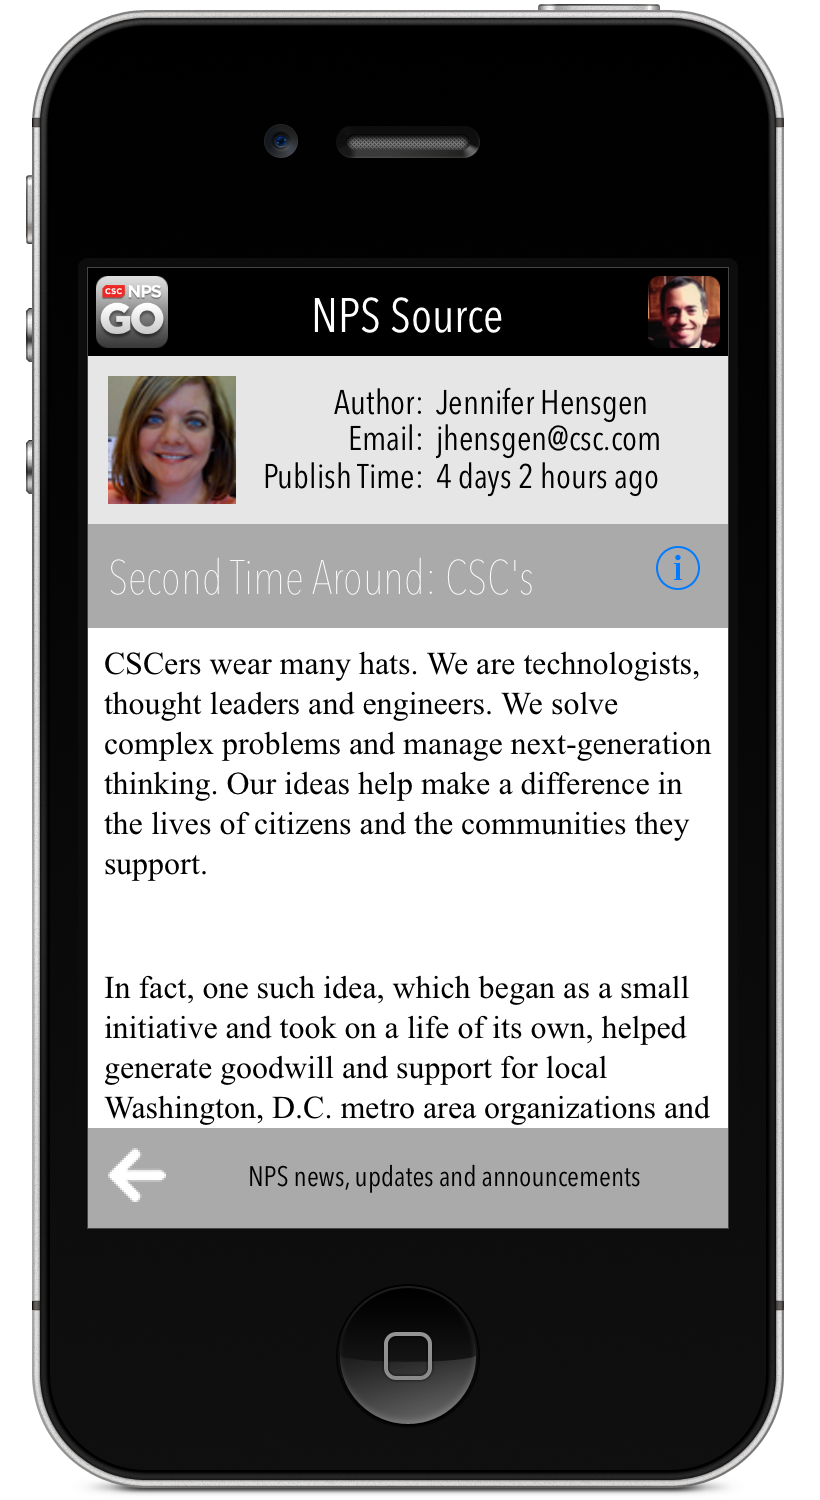 CSC NPS
GO
NPS Source
Author: Jennifer Hensgen
Email: jhensgen@csc.com
Publish Time: 4 days 2 hours ago
Second Time Around: CSC's
i
CSCers wear many hats. We are technologists,
thought leaders and engineers. We solve
complex problems and manage next-generation
thinking. Our ideas help make a difference in
the lives of citizens and the communities they
support.
In fact, one such idea, which began as a small
initiative and took on a life of its own, helped
generate goodwill and support for local
Washington, D.C. metro area organizations and
NPS news, updates and announcements